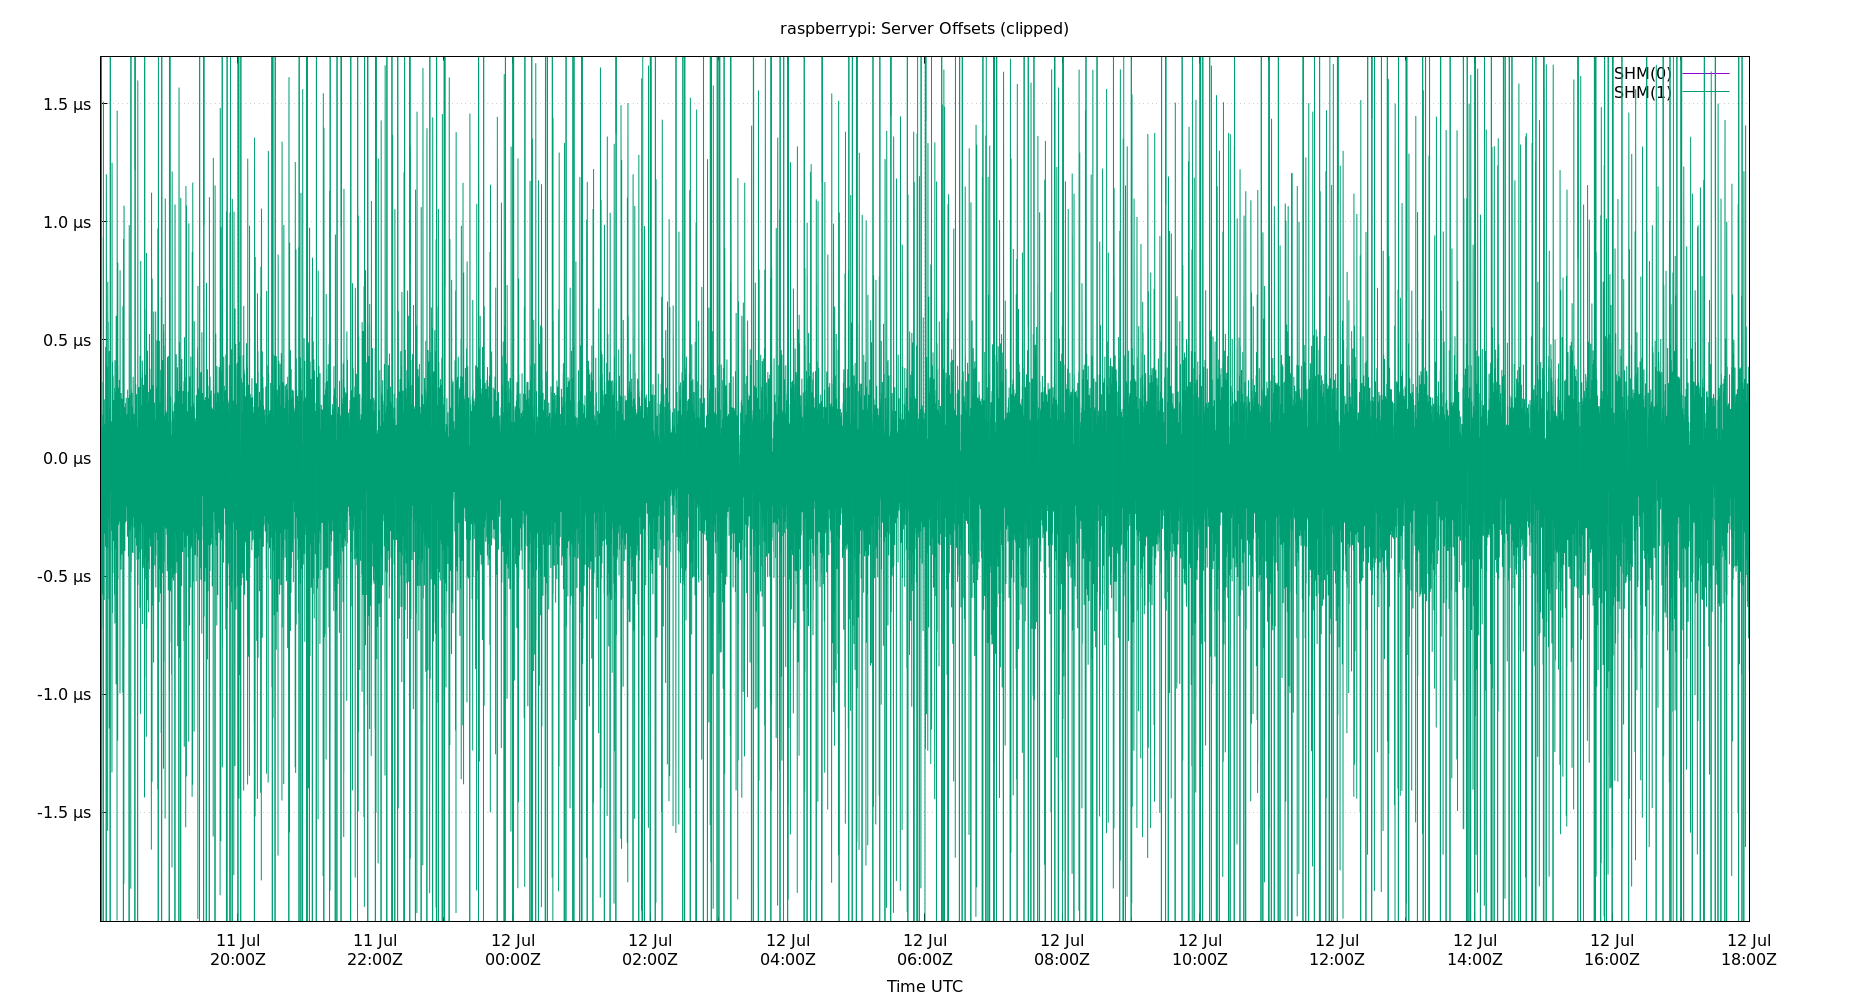 raspberrypi: Server Offsets (clipped)
SHM(0)
SHM(1)
1.5 µs
1.0 µs
0.5 µs
0.0 µs
-0.5 µs
-1.0 µs
-1.5 µs
11 Jul 11 Jul 12 Jul 12 Jul 12 Jul 12 Jul 12 Jul 12 Jul 12 Jul 12 Jul 12 Jul 12 Jul
20:00Z 22:00Z 00:00Z 02:00Z 04:00Z 06:00Z 08:00Z 10:00Z 12:00Z 14:00Z 16:00Z 18:00Z
Time UTC